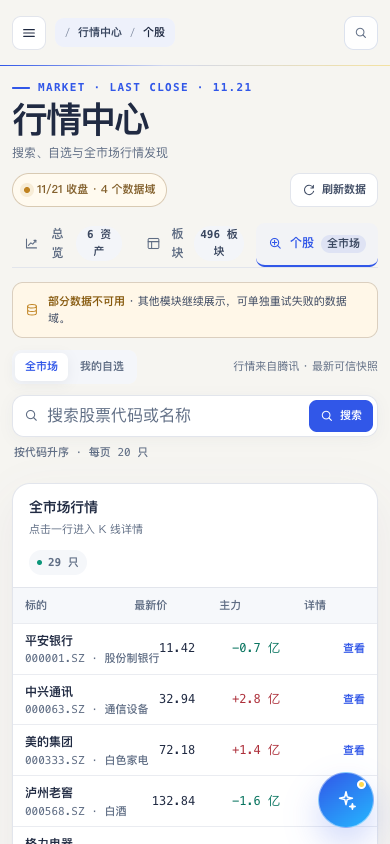 / 行情中心 / 个股
MARKET · LAST CLOSE · 11.21
行情中心
搜索、自选与全市场行情发现
11/21 收盘 · 4 个数据域
刷新数据
总览 6 资产 板块 496 板块 个股 全市场
部分数据不可用 · 其他模块继续展示，可单独重试失败的数据
域。
全市场 我的自选 行情来自腾讯 · 最新可信快照
搜索股票代码或名称 搜索
按代码升序 · 每页 20 只
全市场行情
点击一行进入 K 线详情
29 只
标的 最新价 主力 详情
平安银行 11.42 -0.7 亿 查看
000001.SZ · 股份制银行
中兴通讯 32.94 +2.8 亿 查看
000063.SZ · 通信设备
美的集团 72.18 +1.4 亿 查看
000333.SZ · 白色家电
泸州老窖 132.84 -1.6 亿
000568.SZ · 白酒
格力电器